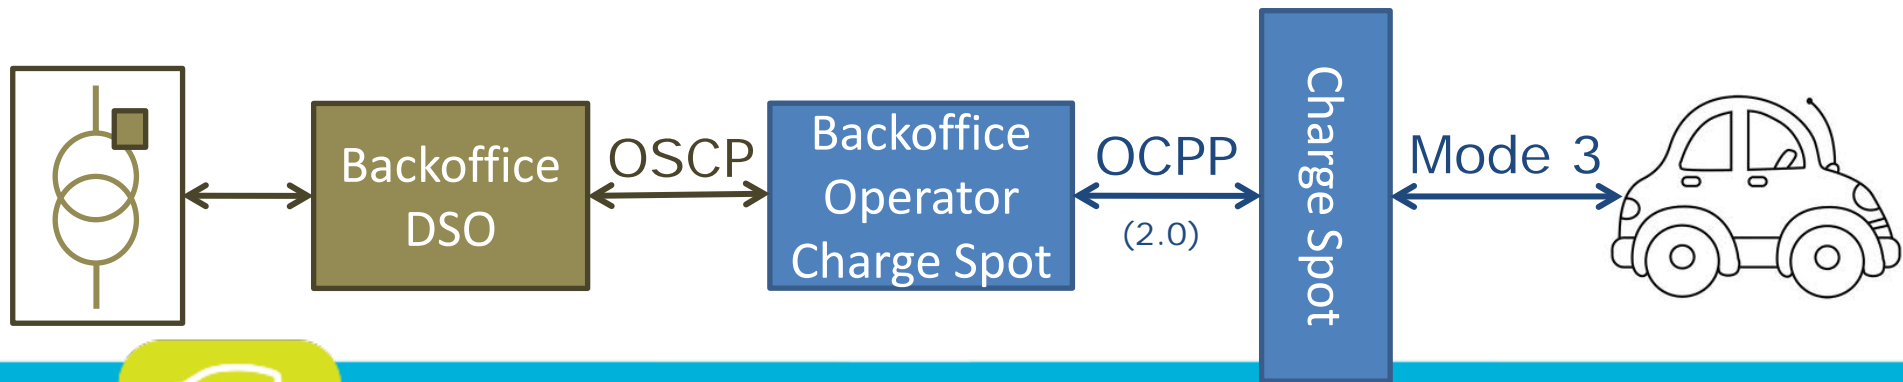 Backoffice
DSO
OSCP
Backoffice
Operator
Charge Spot
OCPP
(2.0)
Charge Spot
Mode 3